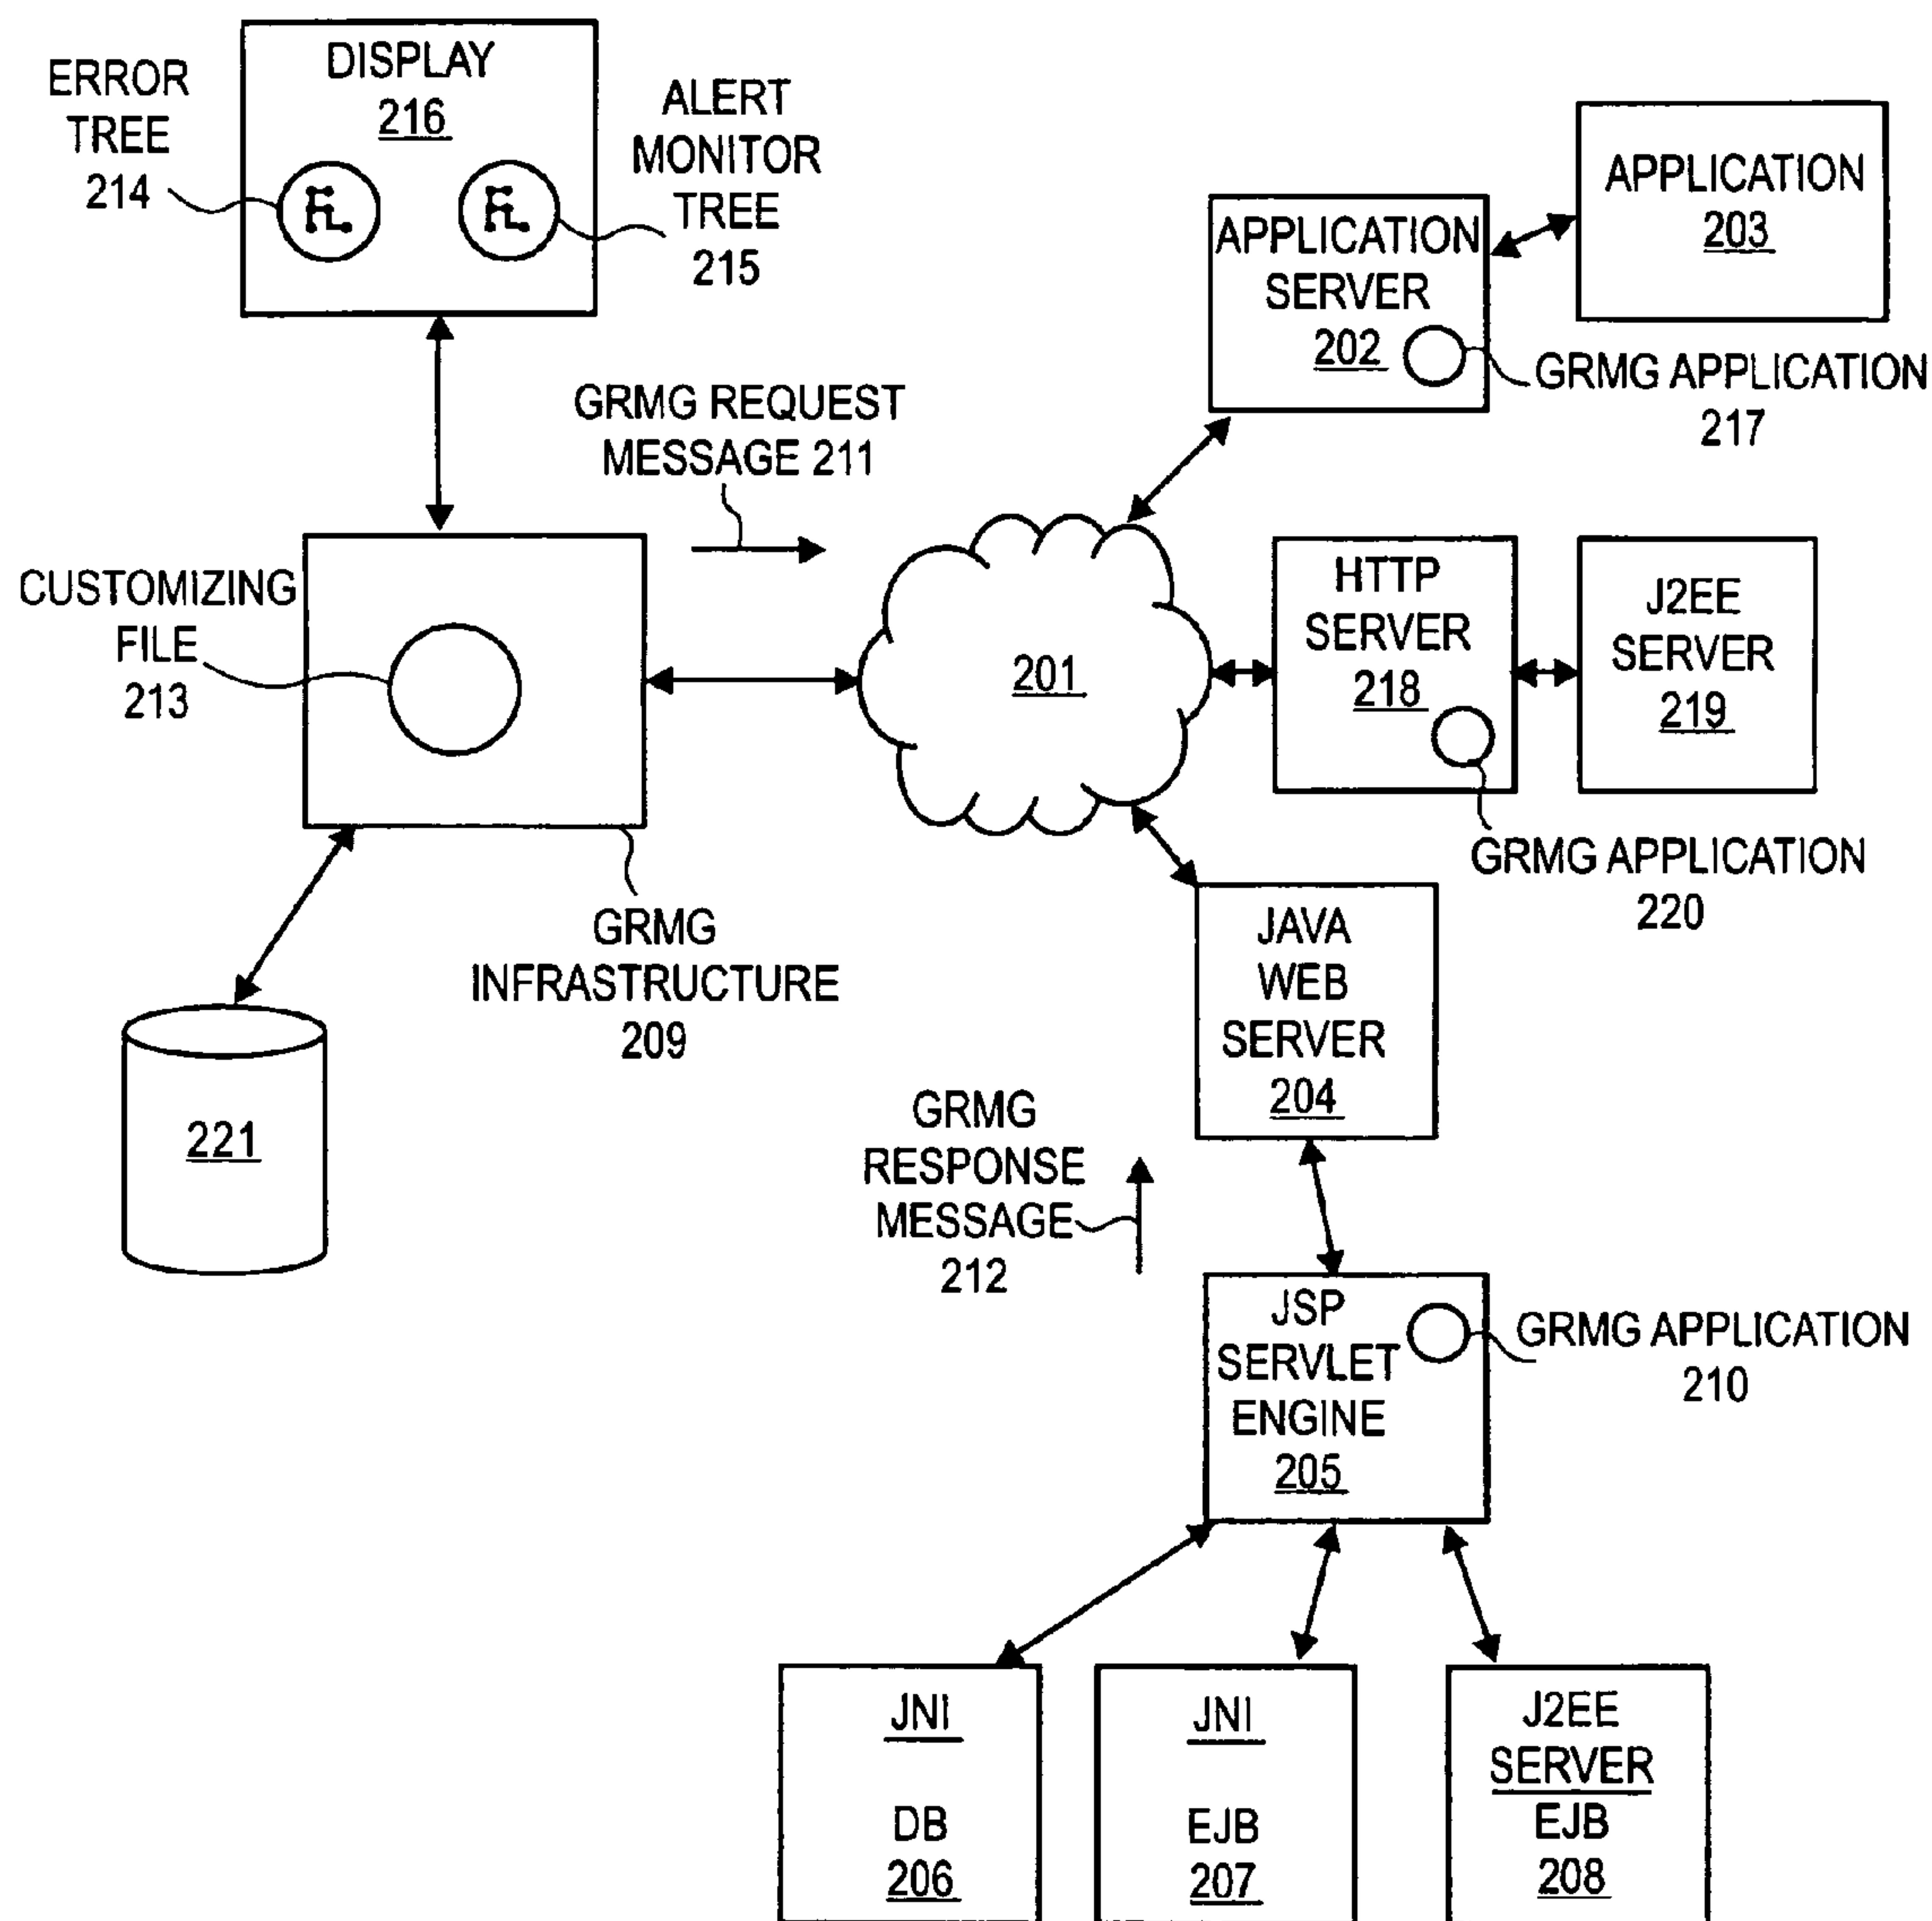 DISPLAY
216
ERROR
TREE
214
ALERT
MONITOR
TREE
215
APPLICATION
203
APPLICATION
SERVER
202
GRMG APPLICATION
217
GRMG REQUEST
MESSAGE 211
CUSTOMIZING
FILE
213
201
HTTP
SERVER
218
J2EE
SERVER
219
GRMG APPLICATION
220
GRMG
INFRASTRUCTURE
209
JAVA
WEB
SERVER
204
221
GRMG
RESPONSE
MESSAGE
212
JSP
SERVLET
ENGINE
205
GRMG APPLICATION
210
JNI
DB
206
JNI
EJB
207
J2EE
SERVER
EJB
208